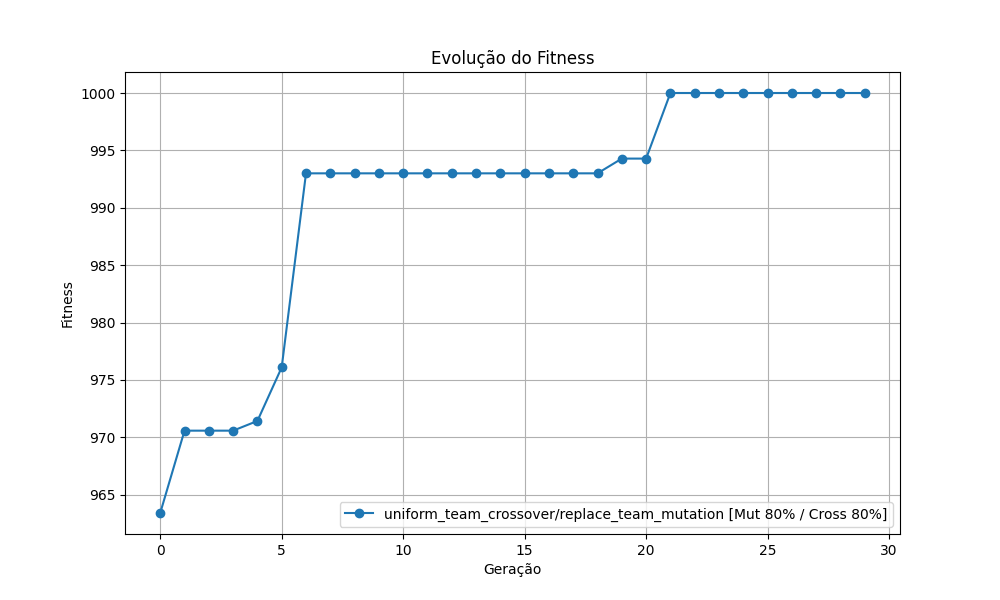 Evolução do Fitness
1000
995
990
985
980
975
970
965
Fitness
0 5 10 15 20 25 30
Geração
uniform_team_crossover/replace_team_mutation [Mut 80% / Cross 80%]